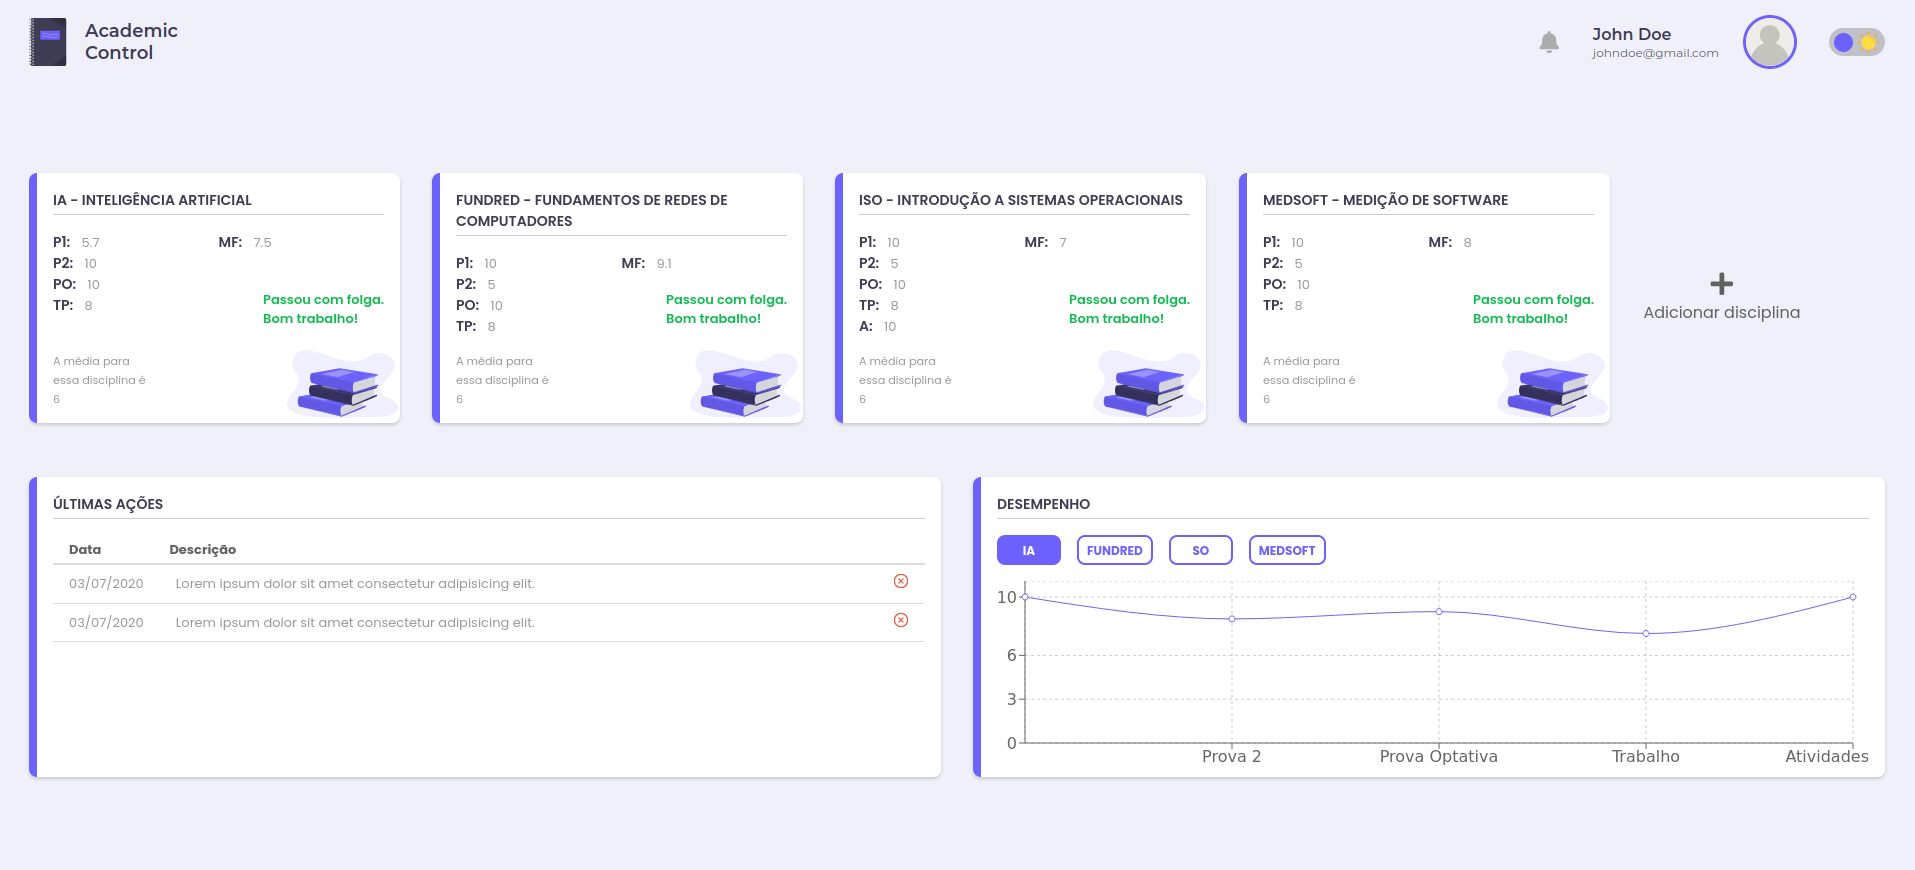 Academic
Control
John Doe
johndoe@gmail.com
IA - INTELIGÊNCIA ARTIFICIAL
P1: 5.7 MF: 7.5
P2: 10
PO: 10
TP: 8
Passou com folga.
Bom trabalho!
A média para
essa disciplina é
6
FUNDRED - FUNDAMENTOS DE REDES DE
COMPUTADORES
P1: 10 MF: 9.1
P2: 5
PO: 10
TP: 8
Passou com folga.
Bom trabalho!
A média para
essa disciplina é
6
ISO - INTRODUÇÃO A SISTEMAS OPERACIONAIS
P1: 10 MF: 7
P2: 5
PO: 10
TP: 8
A: 10
Passou com folga.
Bom trabalho!
A média para
essa disciplina é
6
MEDSOFT - MEDIÇÃO DE SOFTWARE
P1: 10 MF: 8
P2: 5
PO: 10
TP: 8
Passou com folga.
Bom trabalho!
A média para
essa disciplina é
6
Adicionar disciplina
ÚLTIMAS AÇÕES
Data Descrição
03/07/2020 Lorem ipsum dolor sit amet consectetur adipisicing elit.
03/07/2020 Lorem ipsum dolor sit amet consectetur adipisicing elit.
DESEMPENHO
IA FUNDRED SO MEDSOFT
10
6
3
0
Prova 2 Prova Optativa Trabalho Atividades